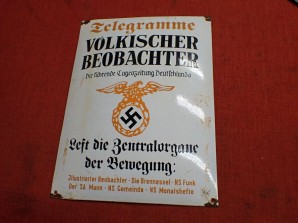 Telegramme
VÖLKISCHER
BEOBACHTER
Die führende Tageszeitung Deutschlands
Lest die Zentralorgane
der Bewegung:
Illustrierter Beobachter · Die Brennessel · NS Funk
Der SA Mann · NS Gemeinde · NS Monatshefte